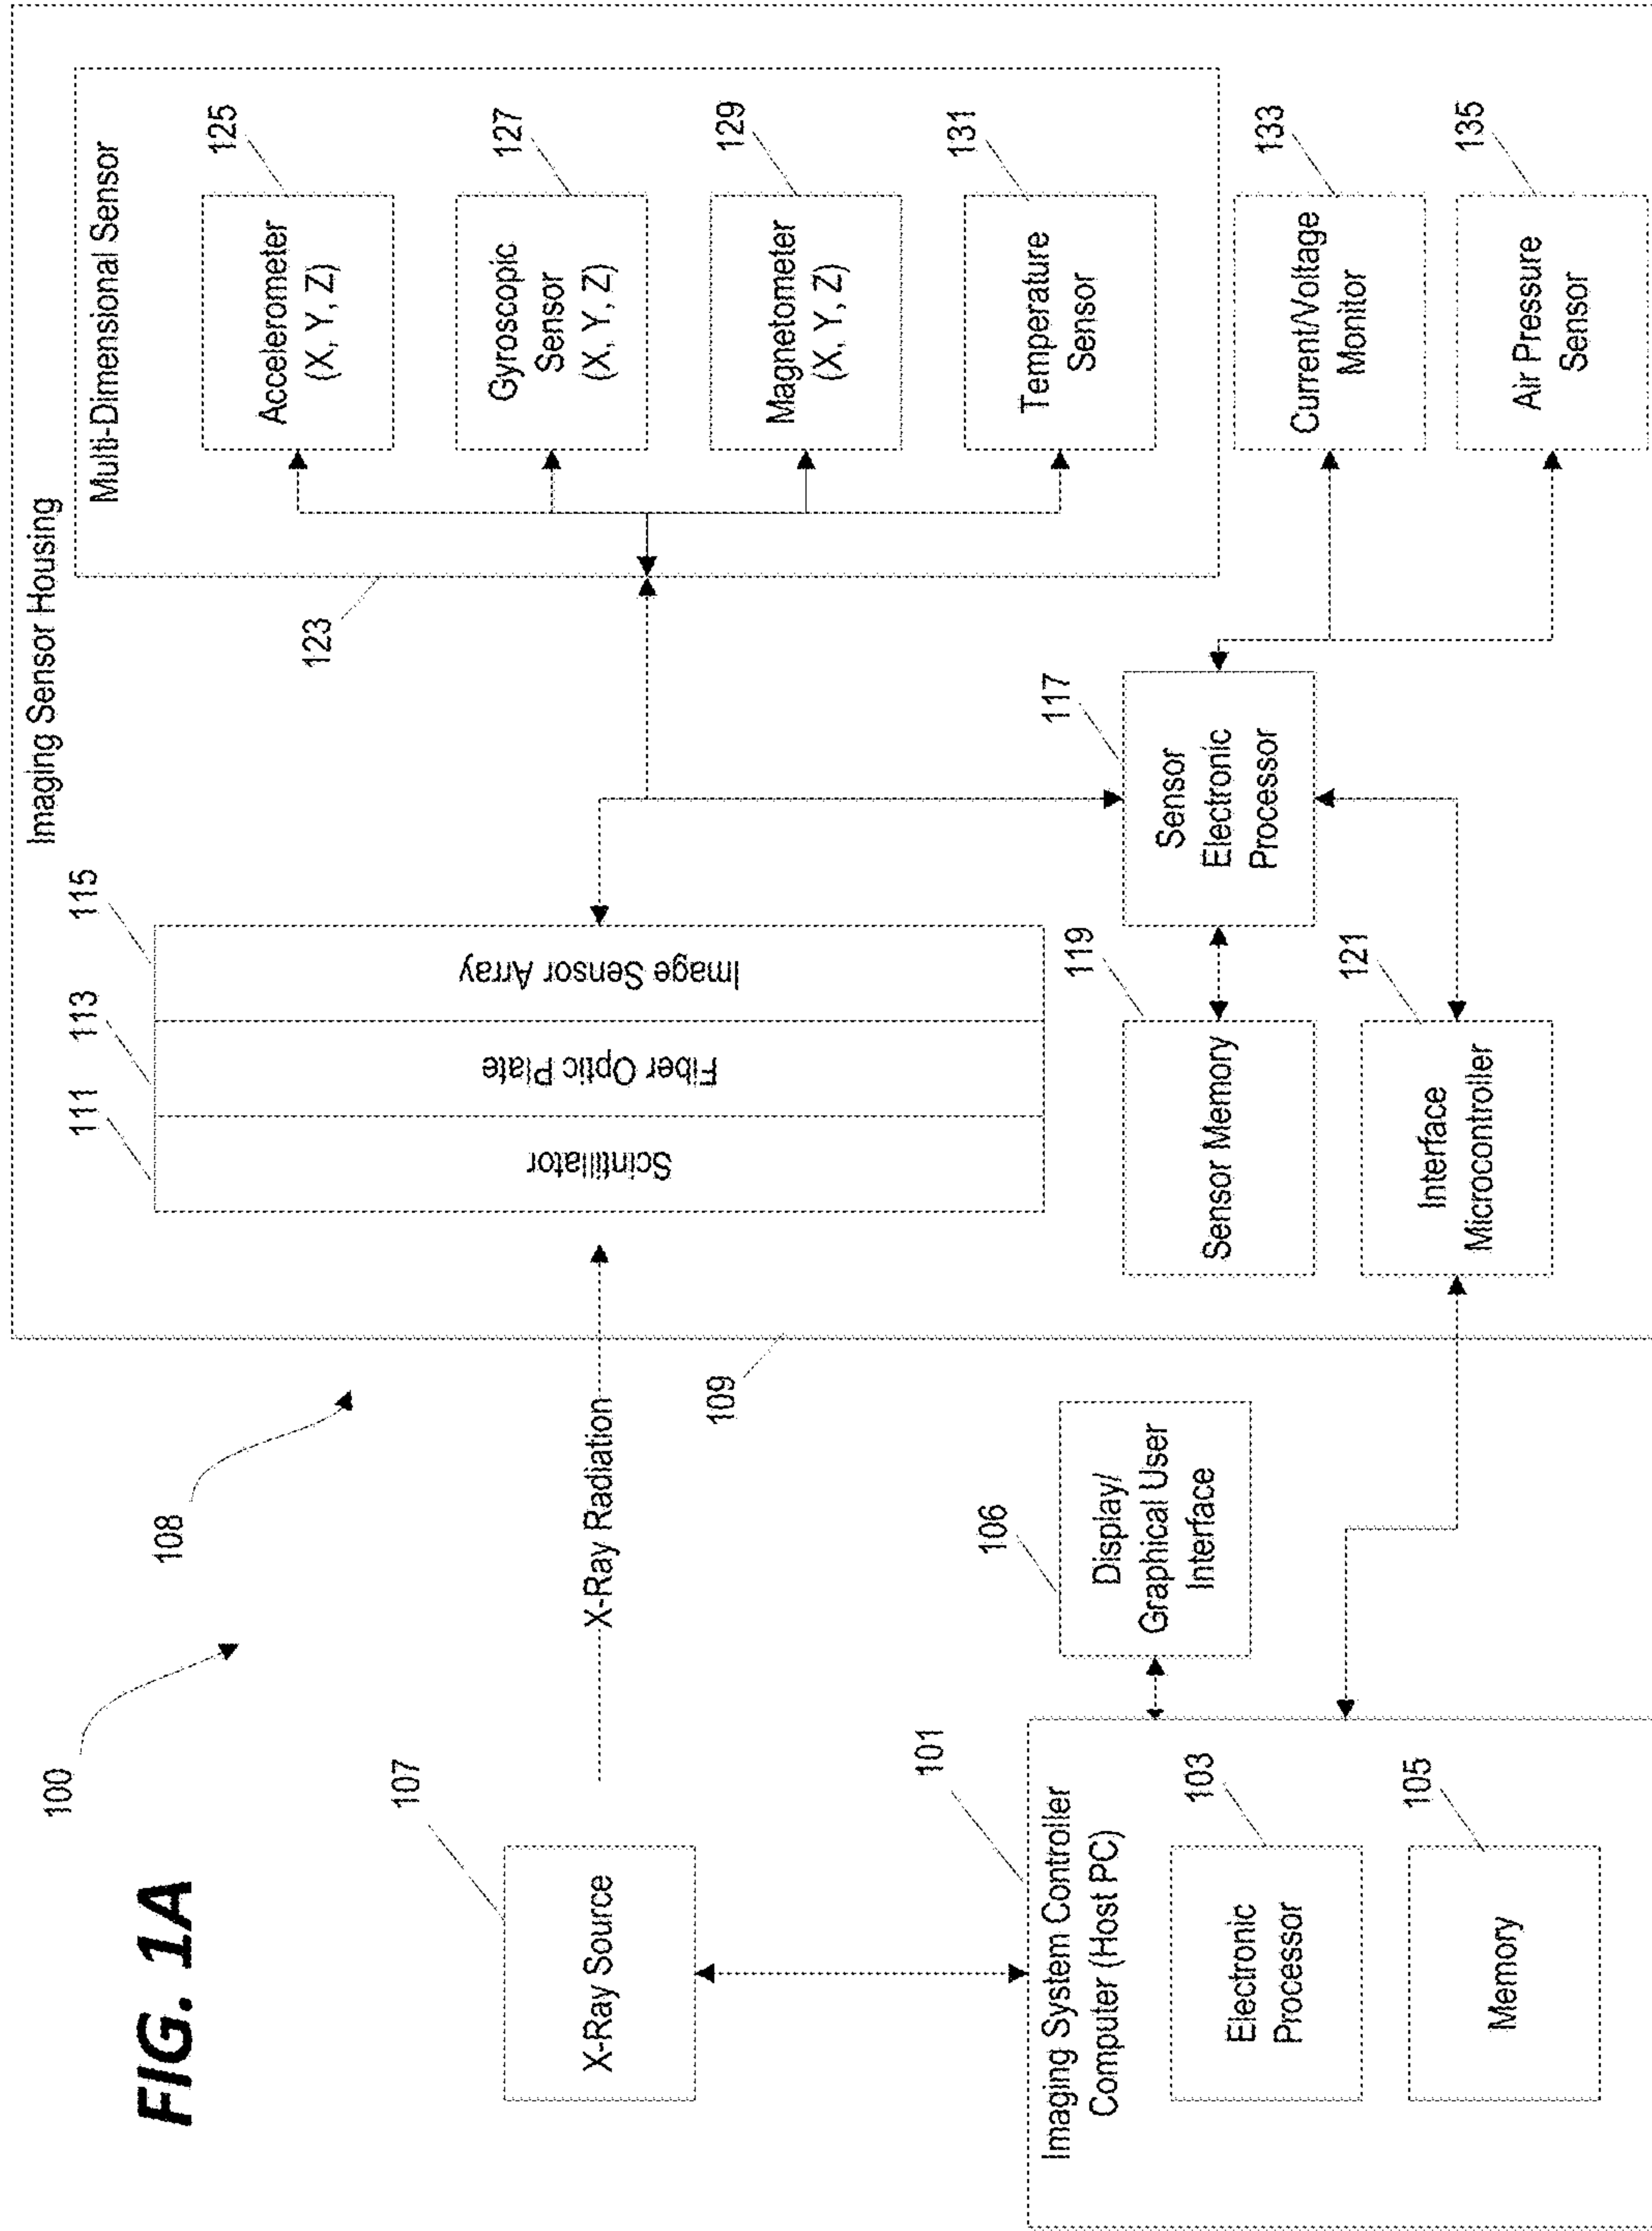 FIG. 1A
100
108
Imaging Sensor Housing
107
X-Ray Source
X-Ray Radiation
109
111
113
115
Scintillator
Fiber Optic Plate
Image Sensor Array
123
Multi-Dimensional Sensor
125
Accelerometer
(X, Y, Z)
127
Gyroscopic
Sensor
(X, Y, Z)
129
Magnetometer
(X, Y, Z)
131
Temperature
Sensor
133
Current/Voltage
Monitor
135
Air Pressure
Sensor
117
Sensor
Electronic
Processor
119
Sensor Memory
121
Interface
Microcontroller
106
Display/
Graphical User
Interface
101
Imaging System Controller
Computer (Host PC)
103
Electronic
Processor
105
Memory